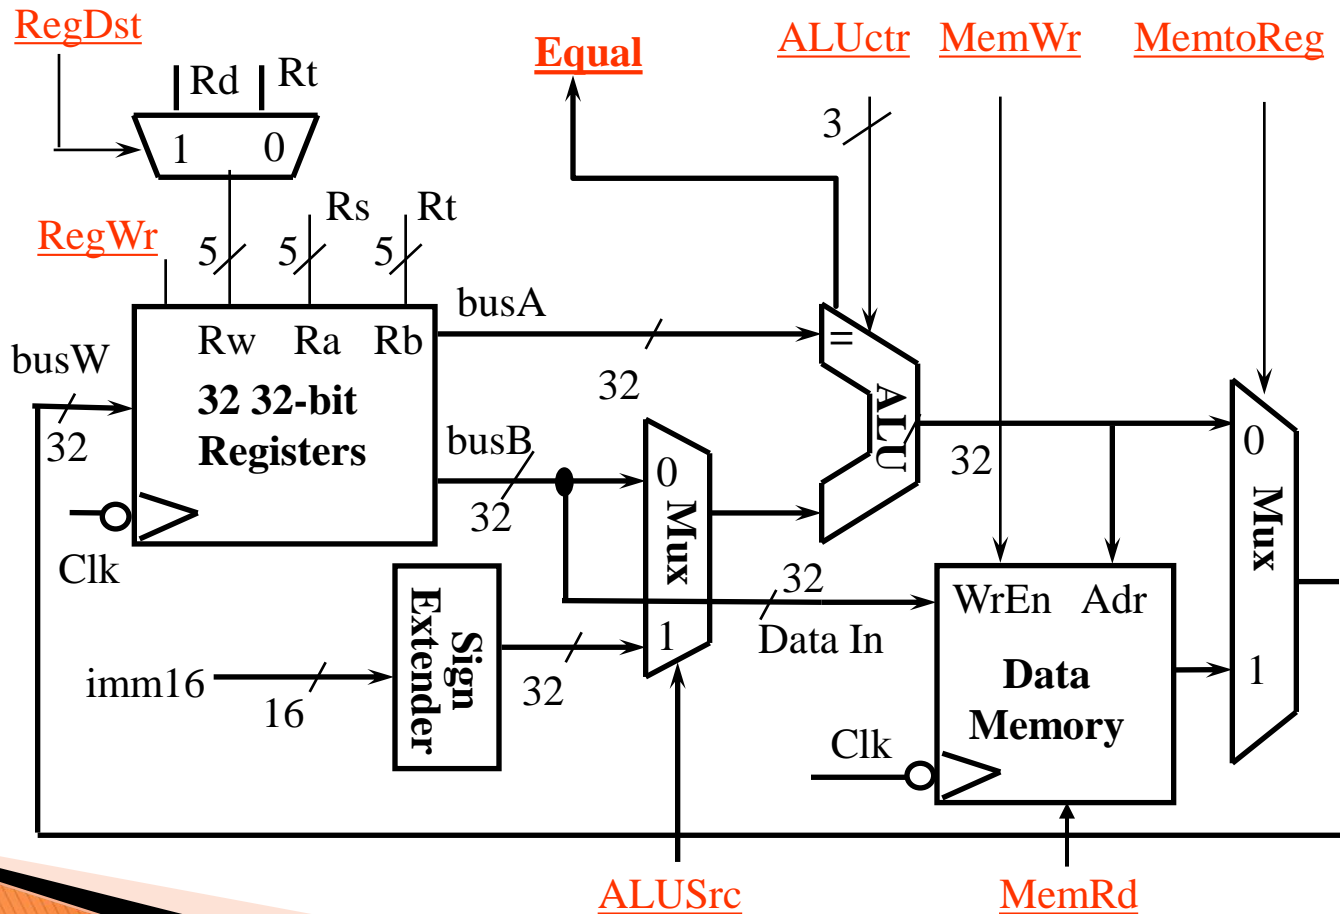 RegDst
Equal
ALUctr
MemWr
MemtoReg
Rd
Rt
1
0
3
Rs
Rt
RegWr
5
5
5
busA
busW
Rw
Ra
Rb
=
32
32
32 32-bit
Registers
busB
32
ALU
32
0
Mux
0
Mux
Clk
Sign
Extender
32
WrEn
Adr
1
Data In
imm16
16
32
Data
Memory
1
Clk
ALUSrc
MemRd